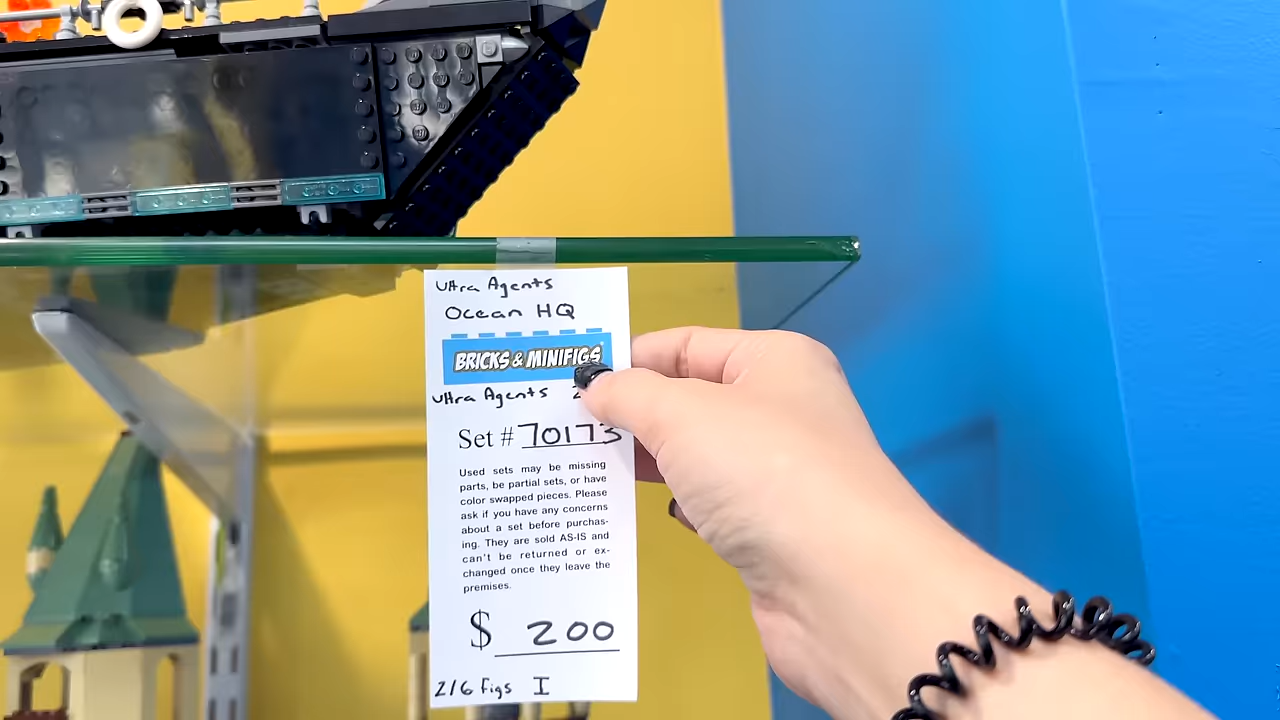 Ultra Agents
Ocean HQ
BRICKS & MINIFIGS
Ultra Agents
Set # 70173
Used sets may be missing
parts, be partial sets, or have
color swapped pieces. Please
ask if you have any concerns
about a set before purchas-
ing. They are sold AS-IS and
can't be returned or ex-
changed once they leave the
premises.
$ 200
2/6 figs I